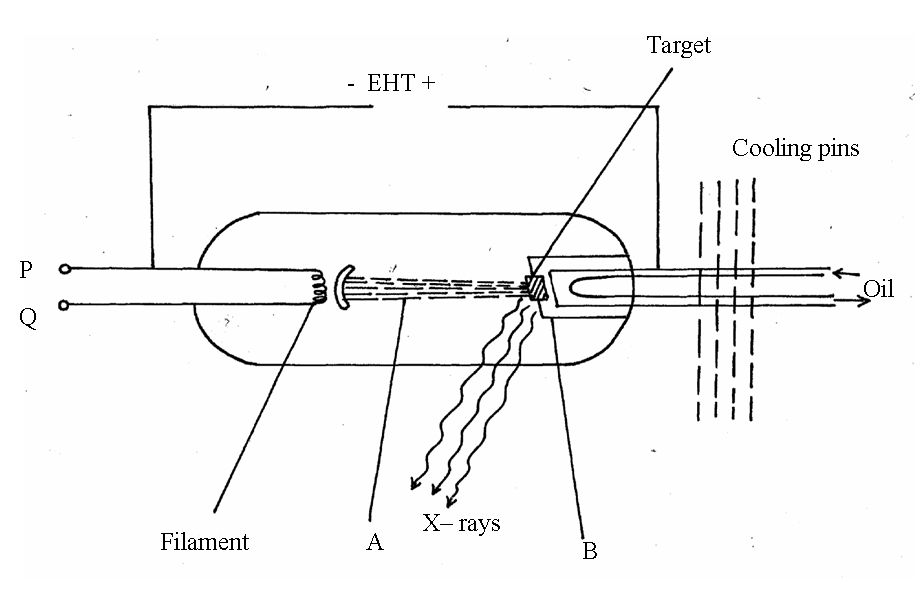 Target
- EHT +
Cooling pins
P
Q
Oil
Filament
A
X– rays
B